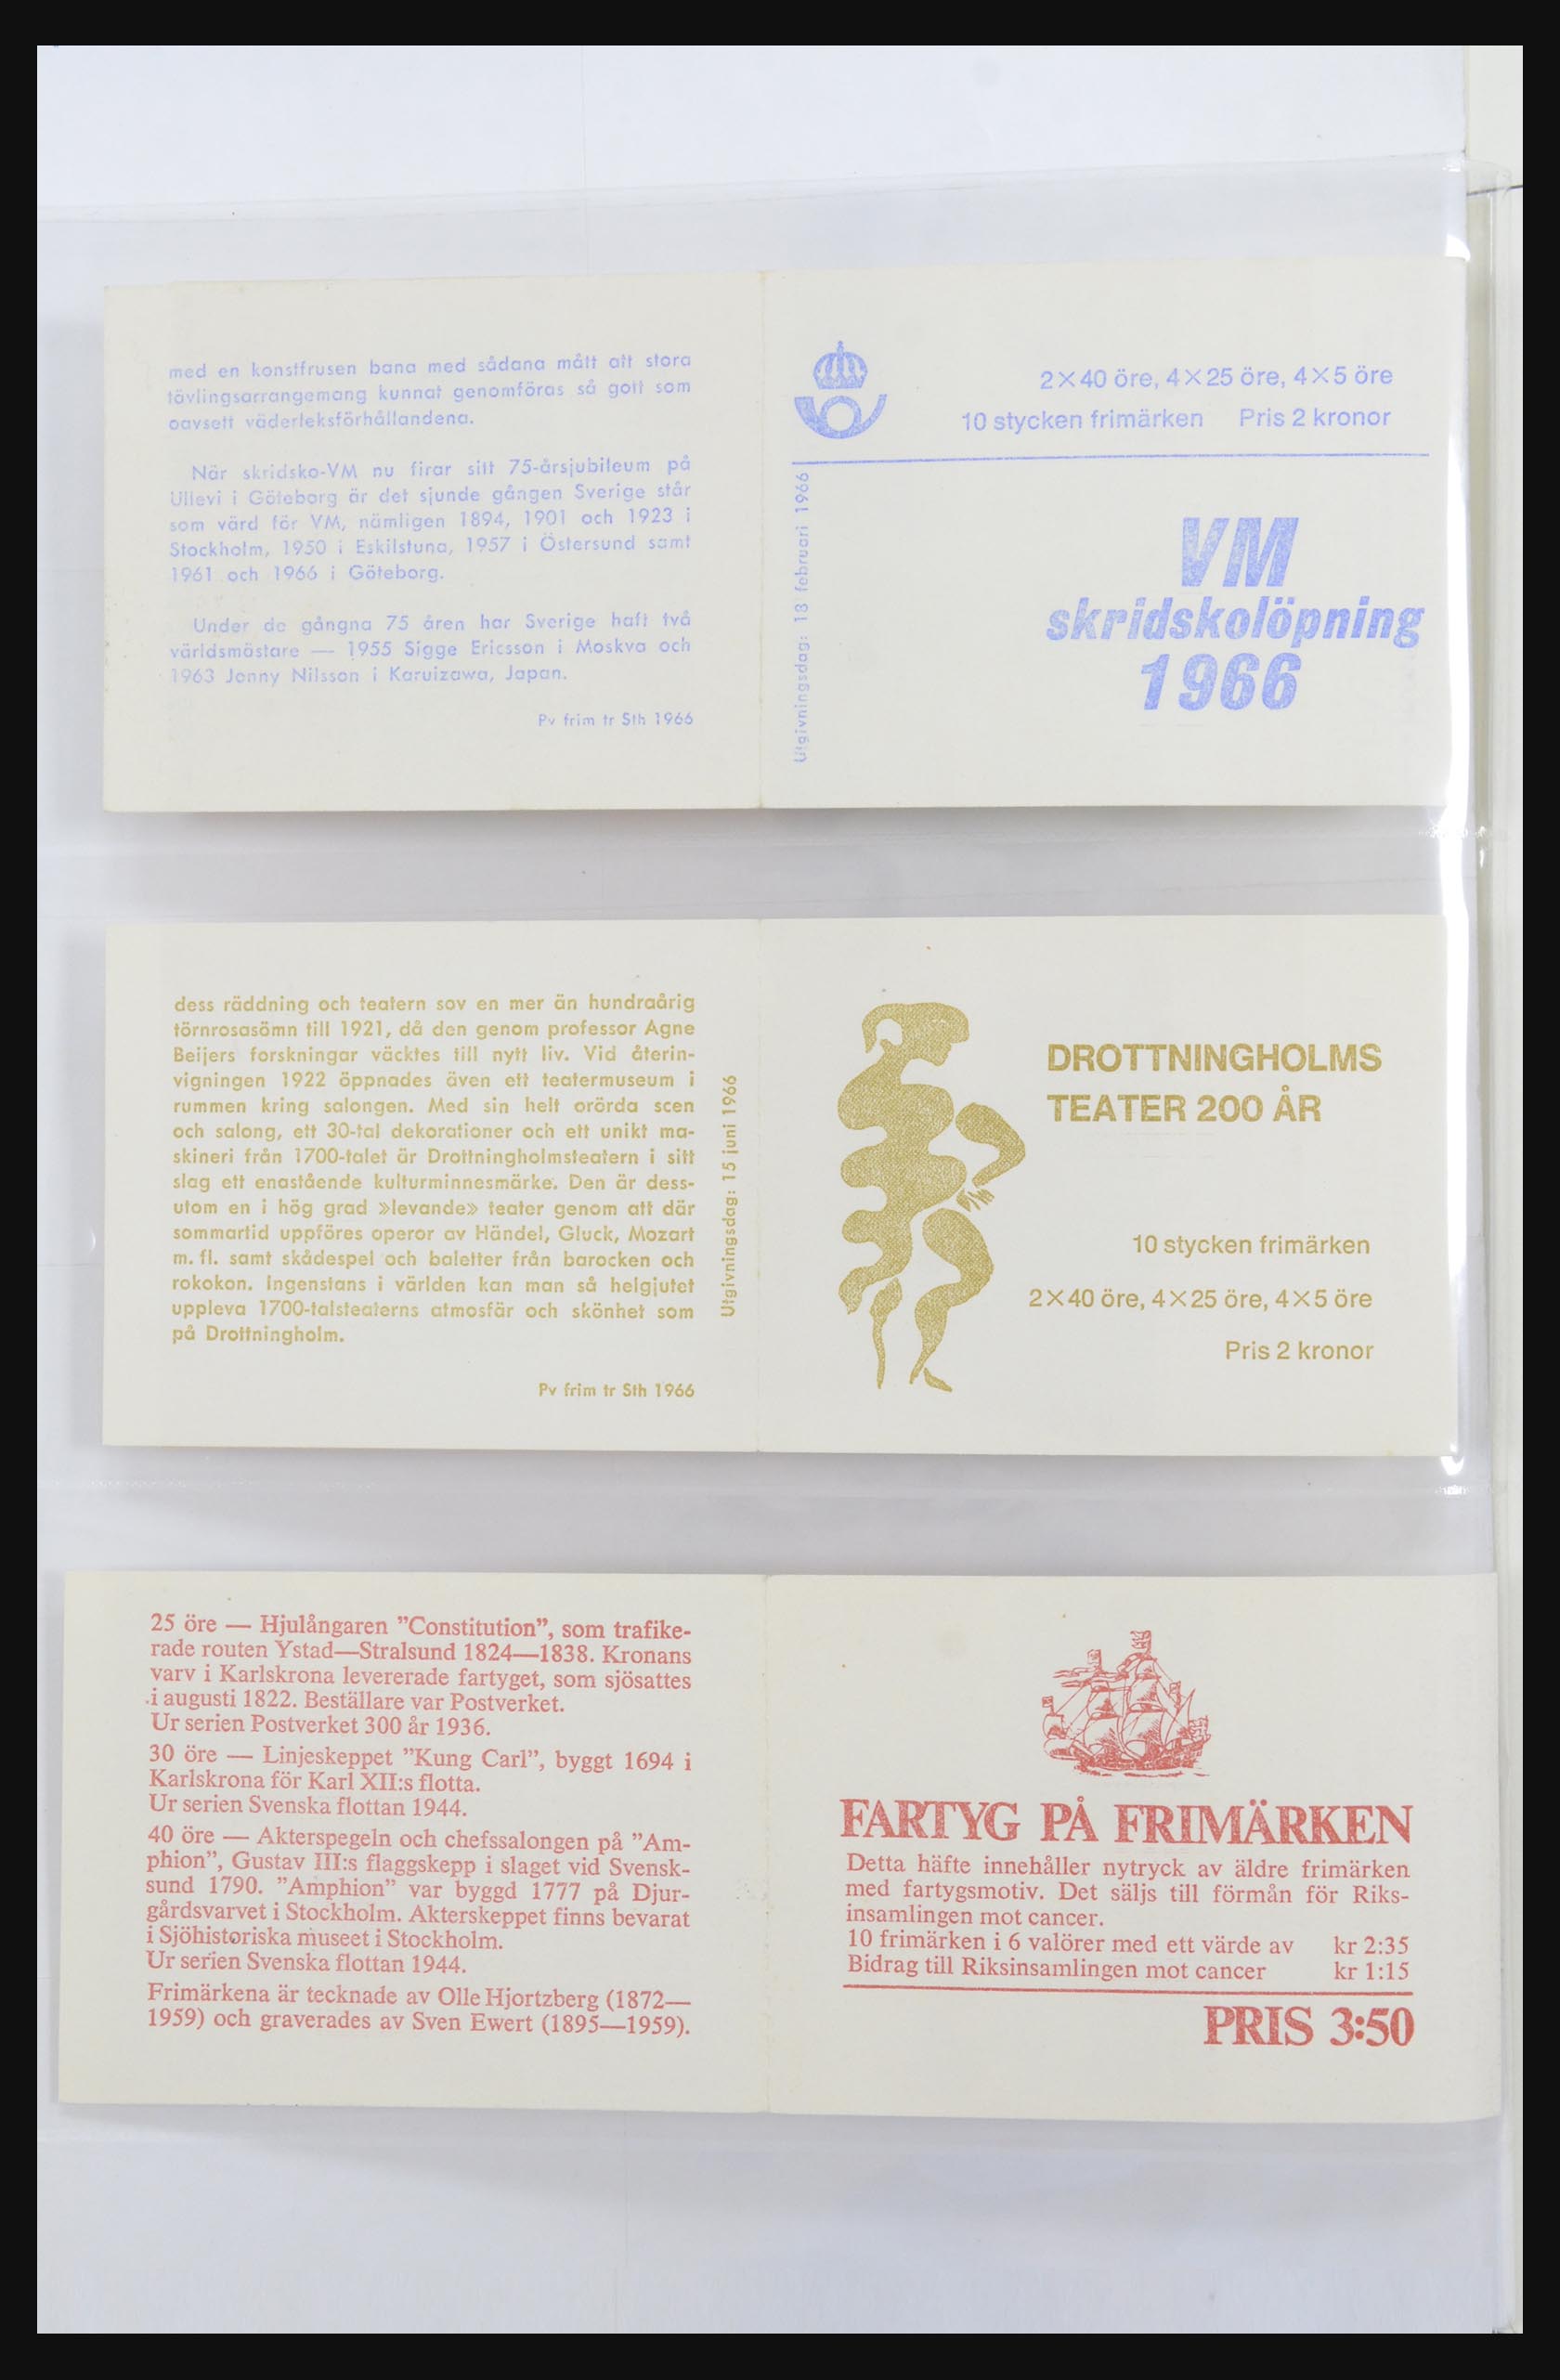 med en konstfrusen bana med sådana mått att stora
tävlingsarrangemang kunnat genomföras så gott som
oavsett väderleksförhållandena.
När skridsko-VM nu firar sitt 75-årsjubileum på
Ullevi i Göteborg är det sjunde gången Sverige står
som värd för VM, nämligen 1894, 1901 och 1923 i
Stockholm, 1950 i Eskilstuna, 1957 i Östersund samt
1961 och 1966 i Göteborg.
Under de gångna 75 åren har Sverige haft två
världsmästare — 1955 Sigge Ericsson i Moskva och
1963 Jonny Nilsson i Karuizawa, Japan.
Pv frim tr Sth 1966
Utgivningsdag: 18 februari 1966
2×40 öre, 4×25 öre, 4×5 öre
10 stycken frimärken Pris 2 kronor
VM
skridskolöpning
1966
dess räddning och teatern sov en mer än hundraårig
törnrosasömn till 1921, då den genom professor Agne
Beijers forskningar väcktes till nytt liv. Vid återin-
vigningen 1922 öppnades även ett teatermuseum i
rummen kring salongen. Med sin helt orörda scen
och salong, ett 30-tal dekorationer och ett unikt ma-
skineri från 1700-talet är Drottningholmsteatern i sitt
slag ett enastående kulturminnesmärke. Den är dess-
utom en i hög grad »levande» teater genom att där
sommartid uppföres operor av Händel, Gluck, Mozart
m. fl. samt skådespel och baletter från barocken och
rokokon. Ingenstans i världen kan man så helgjutet
uppleva 1700-talsteaterns atmosfär och skönhet som
på Drottningholm.
Pv frim tr Sth 1966
Utgivningsdag: 15 juni 1966
DROTTNINGHOLMS
TEATER 200 ÅR
10 stycken frimärken
2×40 öre, 4×25 öre, 4×5 öre
Pris 2 kronor
25 öre — Hjulångaren ”Constitution”, som trafike-
rade routen Ystad—Stralsund 1824—1838. Kronans
varv i Karlskrona levererade fartyget, som sjösattes
i augusti 1822. Beställare var Postverket.
Ur serien Postverket 300 år 1936.
30 öre — Linjeskeppet ”Kung Carl”, byggt 1694 i
Karlskrona för Karl XII:s flotta.
Ur serien Svenska flottan 1944.
40 öre — Akterspegeln och chefssalongen på ”Am-
phion”, Gustav III:s flaggskepp i slaget vid Svensk-
sund 1790. ”Amphion” var byggd 1777 på Djur-
gårdsvarvet i Stockholm. Akterskeppet finns bevarat
i Sjöhistoriska museet i Stockholm.
Ur serien Svenska flottan 1944.
Frimärkena är tecknade av Olle Hjortzberg (1872—
1959) och graverades av Sven Ewert (1895—1959).
FARTYG PÅ FRIMÄRKEN
Detta häfte innehåller nytryck av äldre frimärken
med fartygsmotiv. Det säljs till förmån för Riks-
insamlingen mot cancer.
10 frimärken i 6 valörer med ett värde av kr 2:35
Bidrag till Riksinsamlingen mot cancer kr 1:15
PRIS 3:50